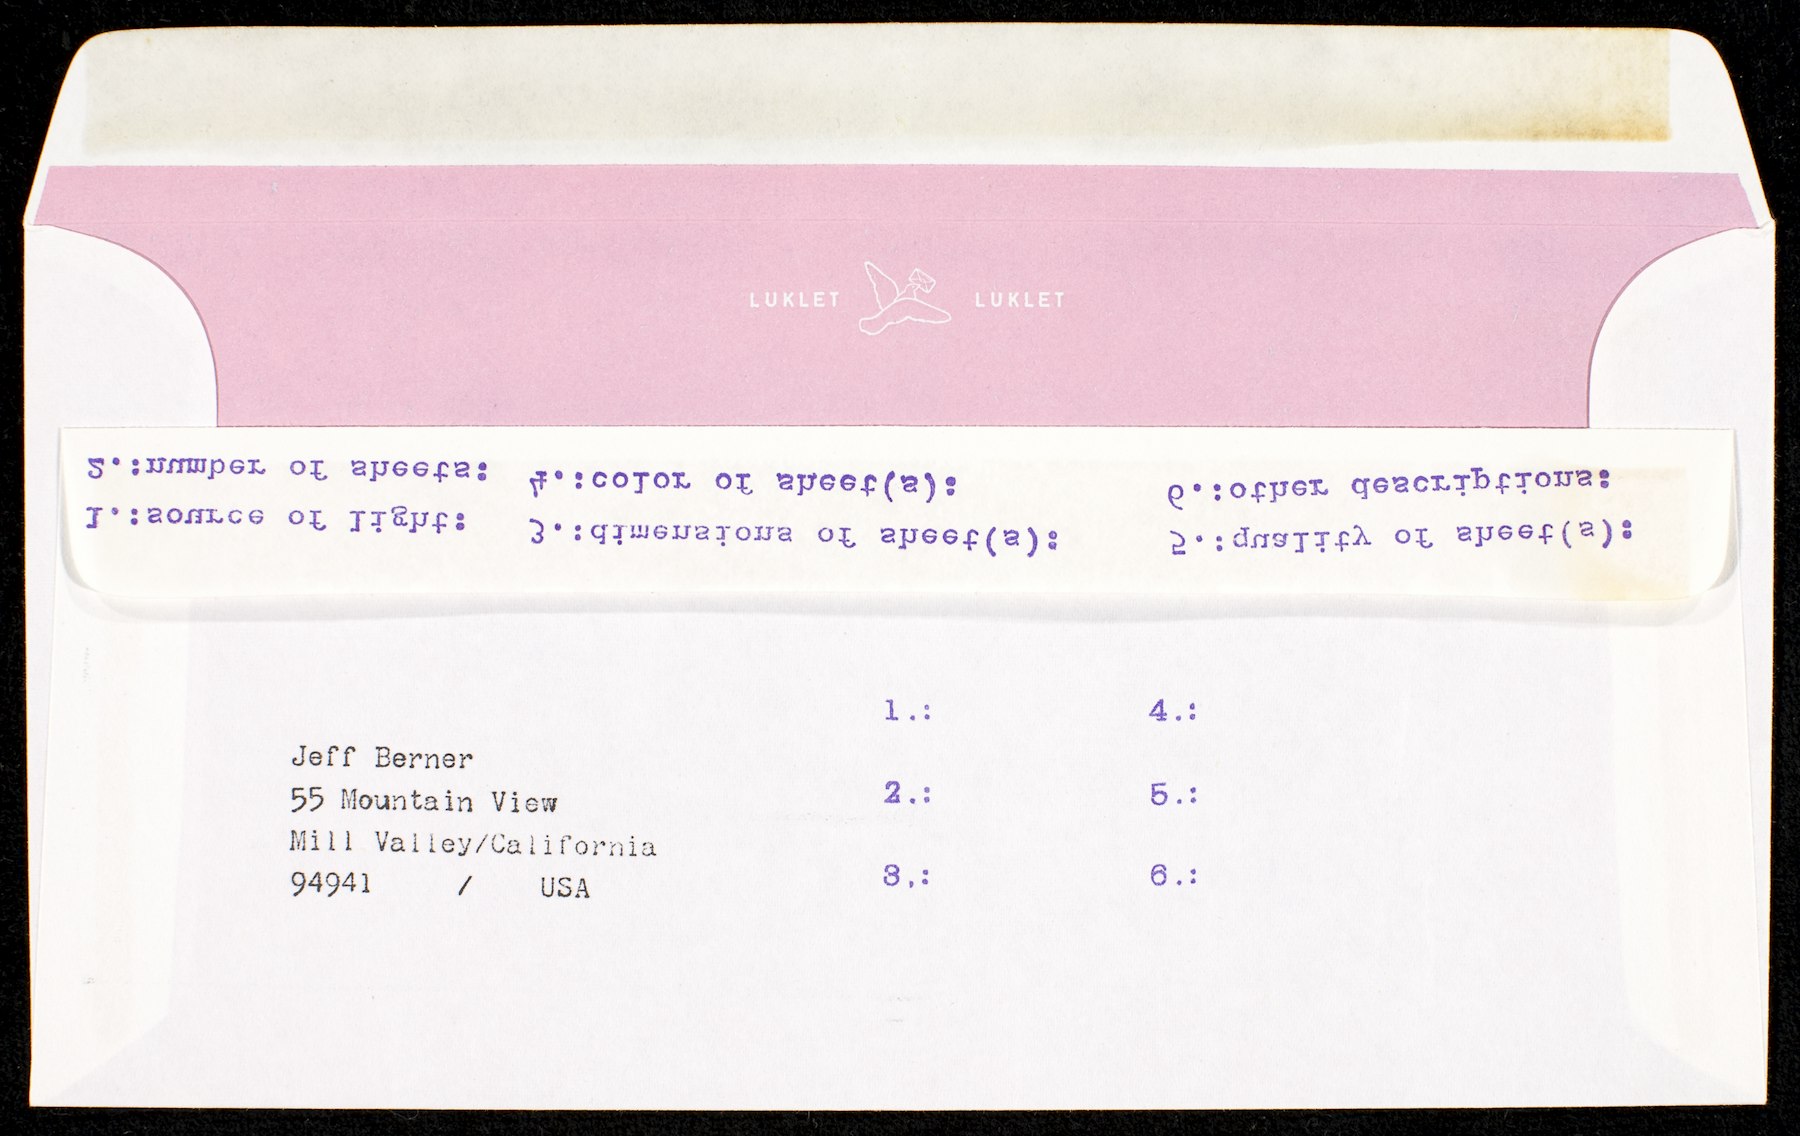 LUKLET LUKLET
2.:number of sheets: 4.:color of sheet(s): 6.:other descriptions:
1.:source of light: 3.:dimensions of sheet(s): 5.:quality of sheet(s):
1.: 4.:
Jeff Berner
55 Mountain View
2.: 5.:
Mill Valley/California
94941 / USA
3.: 6.: